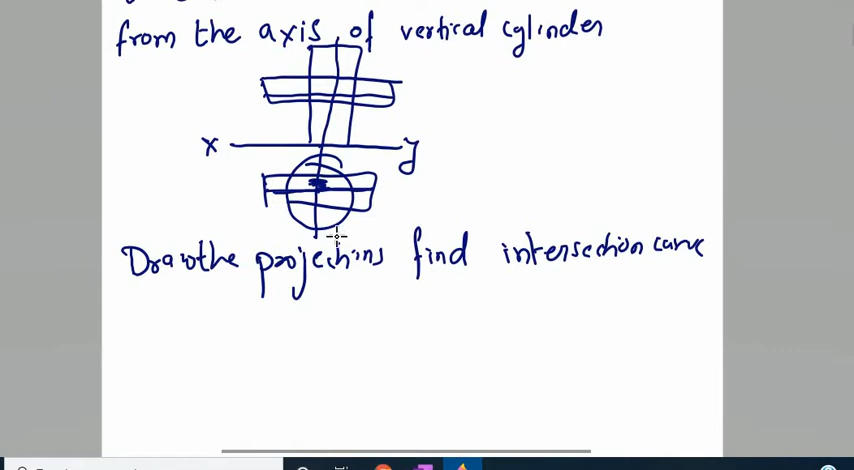 from the axis of vertical cylinder
x y
Draw the projections find intersection curve